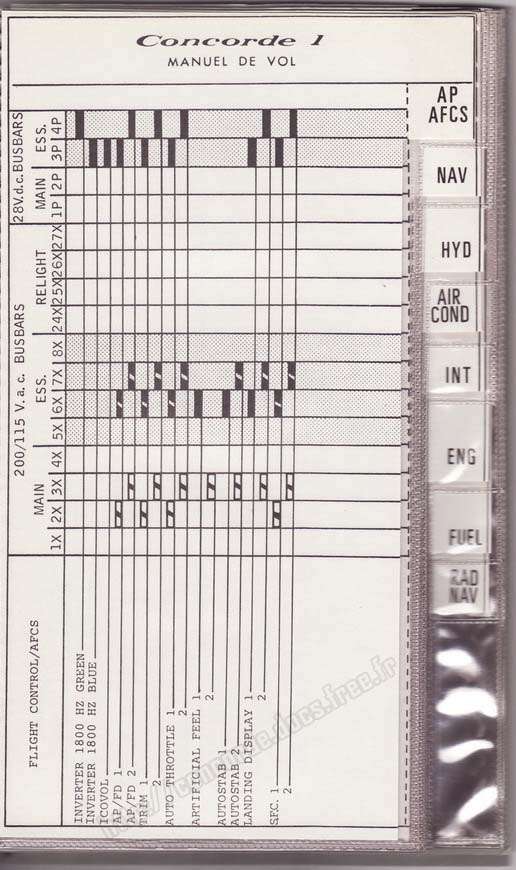 Concorde 1
MANUEL DE VOL
AP
AFCS
NAV
HYD
AIR
COND
INT
ENG
FUEL
RAD
NAV
28V.d.c.BUSBARS
ESS.
4P
3P
MAIN
2P
1P
200/115 V.a.c. BUSBARS
RELIGHT
27X
26X
25X
24X
ESS.
8X
7X
6X
5X
MAIN
4X
3X
2X
1X
FLIGHT CONTROL/AFCS
INVERTER 1800 HZ GREEN
INVERTER 1800 HZ BLUE
ICOVOL
AP/FD 1
AP/FD 2
TRIM 1
2
AUTO THROTTLE 1
2
ARTIFICIAL FEEL 1
2
AUTOSTAB 1
AUTOSTAB 2
LANDING DISPLAY 1
2
SFC. 1
2